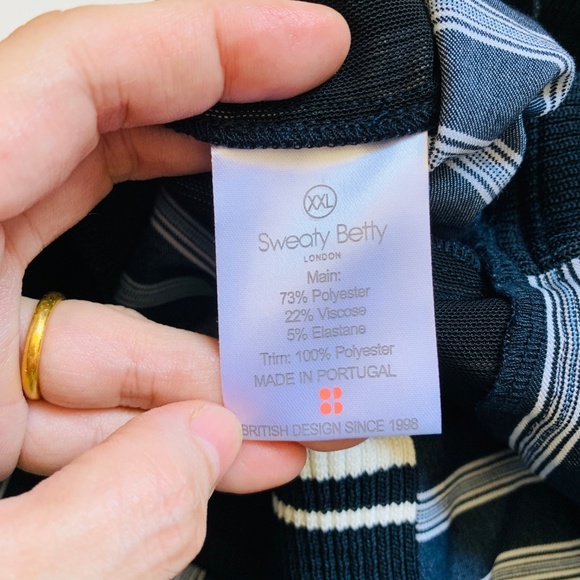 XXL
Sweaty Betty
LONDON
Main:
73% Polyester
22% Viscose
5% Elastane
Trim: 100% Polyester
MADE IN PORTUGAL
BRITISH DESIGN SINCE 1998